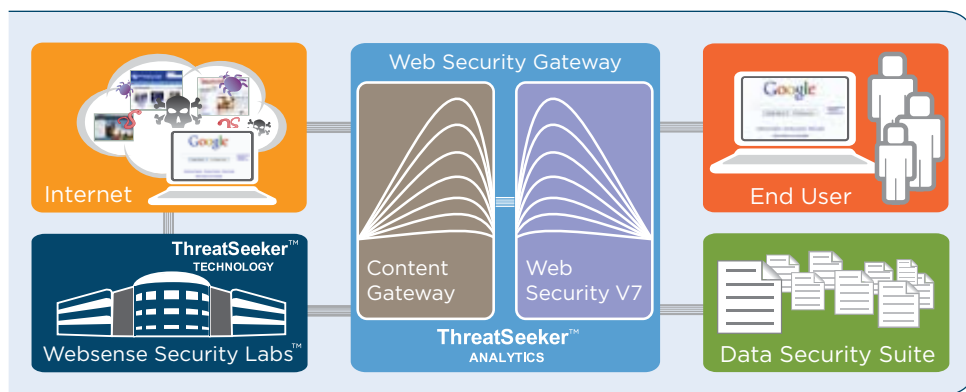 Google
Internet
ThreatSeeker™
TECHNOLOGY
Websense Security Labs™
Web Security Gateway
Content
Gateway
Web
Security V7
ThreatSeeker™
ANALYTICS
Google
End User
Data Security Suite